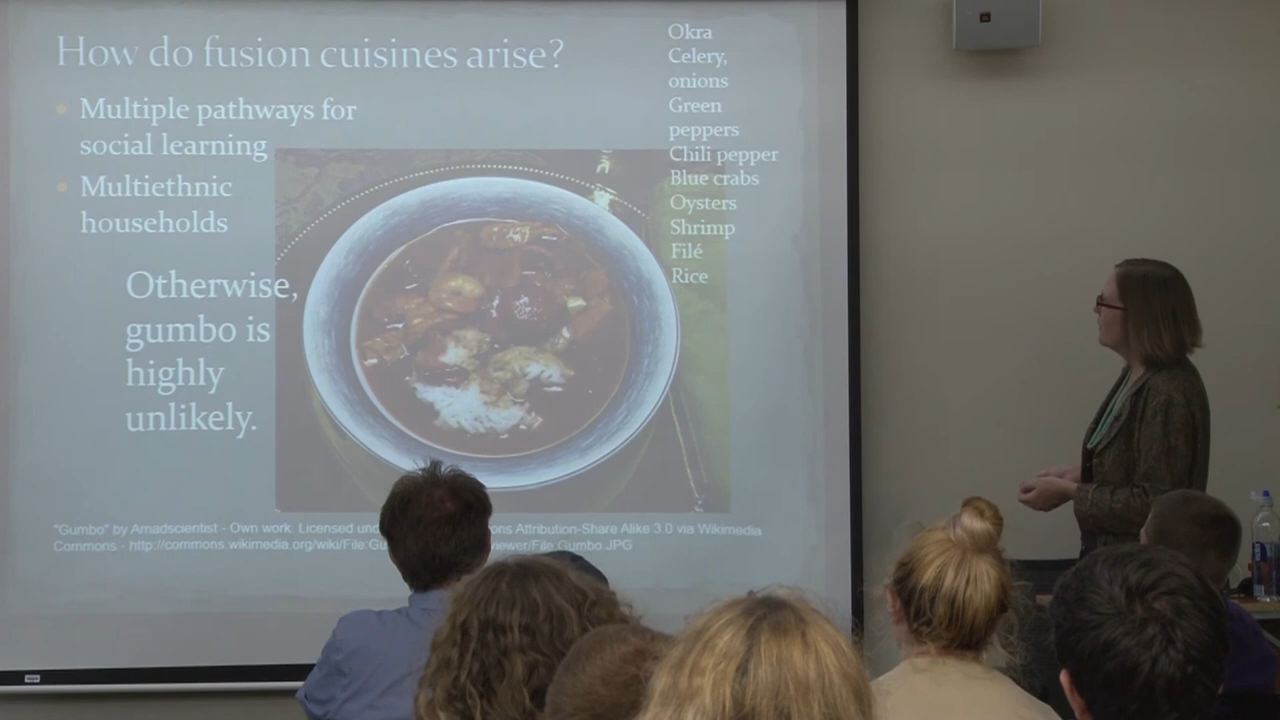 How do fusion cuisines arise?
Multiple pathways for
social learning
Multiethnic
households
Otherwise,
gumbo is
highly
unlikely.
Okra
Celery,
onions
Green
peppers
Chili pepper
Blue crabs
Oysters
Shrimp
Filé
Rice
"Gumbo" by Amadscientist - Own work. Licensed ons Attribution-Share Alike 3.0 via Wikimedia
Commons - http://commons.wikimedia.org/wiki/File:Gu ewer/File:Gumbo.JPG